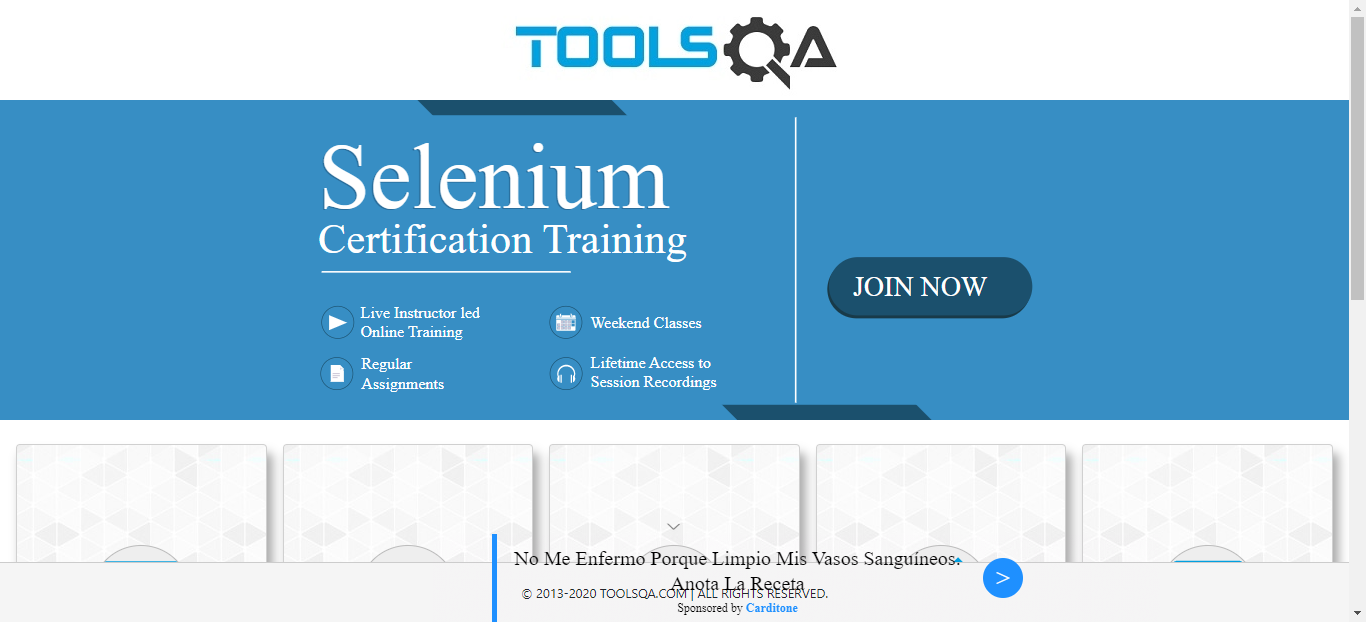 TOOLSQA
Selenium
Certification Training
Live Instructor led
Online Training
Weekend Classes
Regular
Assignments
Lifetime Access to
Session Recordings
JOIN NOW
No Me Enfermo Porque Limpio Mis Vasos Sanguíneos.
Anota La Receta
© 2013-2020 TOOLSQA.COM | ALL RIGHTS RESERVED.
Sponsored by Carditone
>